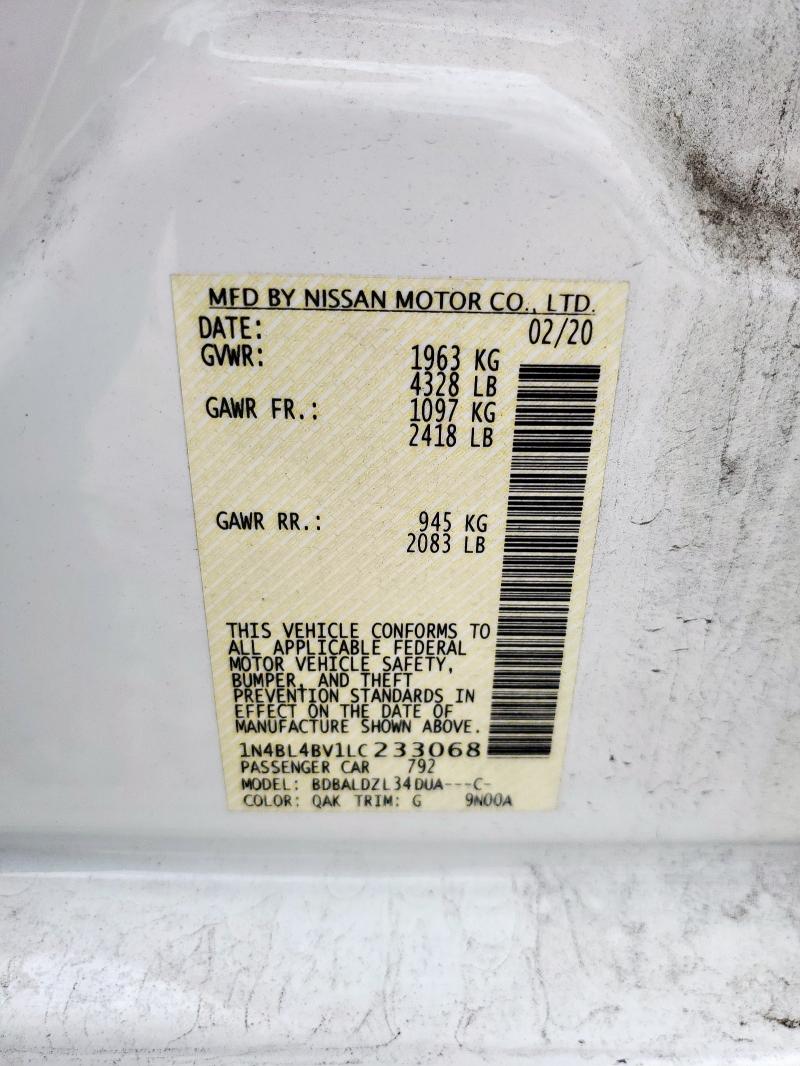 MFD BY NISSAN MOTOR CO., LTD.
DATE: 02/20
GVWR: 1963 KG
4328 LB
GAWR FR.: 1097 KG
2418 LB
GAWR RR.: 945 KG
2083 LB
THIS VEHICLE CONFORMS TO
ALL APPLICABLE FEDERAL
MOTOR VEHICLE SAFETY,
BUMPER, AND THEFT
PREVENTION STANDARDS IN
EFFECT ON THE DATE OF
MANUFACTURE SHOWN ABOVE.
1N4BL4BV1LC233068
PASSENGER CAR 792
MODEL: BDBALDZL34DUA---C-
COLOR: QAK TRIM: G 9N00A